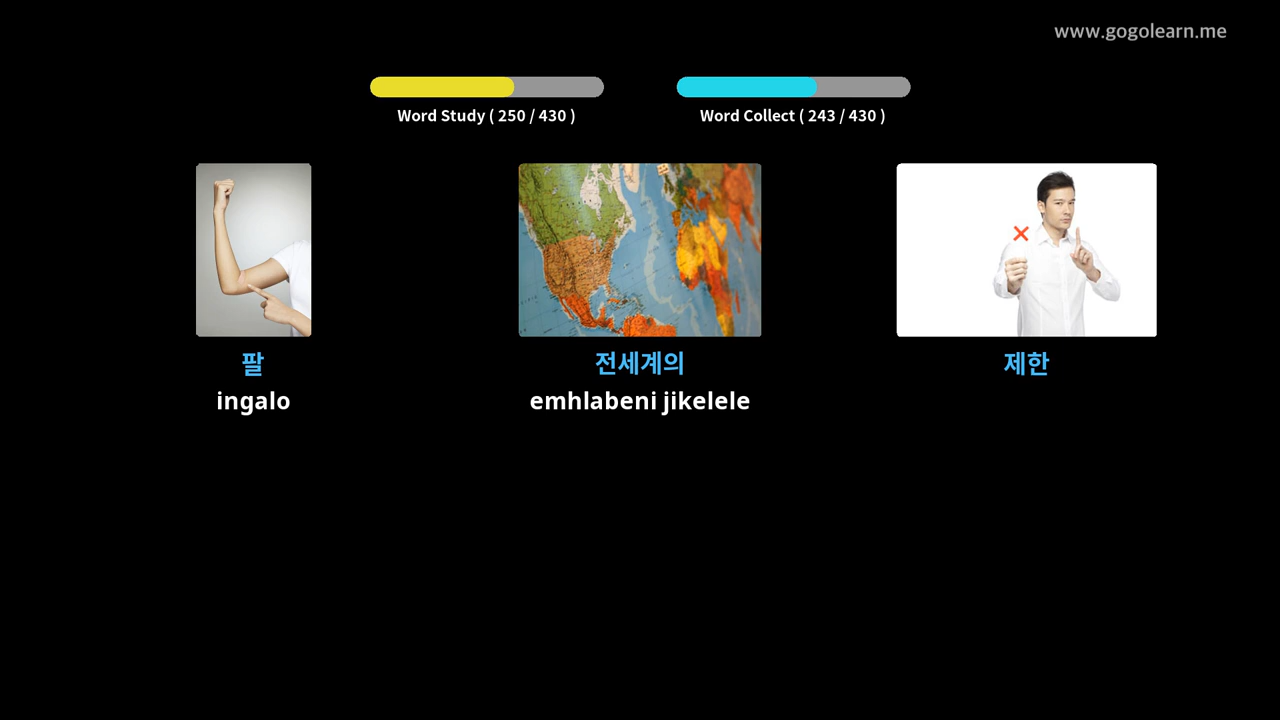 www.gogolearn.me
Word Study ( 250 / 430 )
Word Collect ( 243 / 430 )
팔
전세계의
제한
ingalo
emhlabeni jikelele